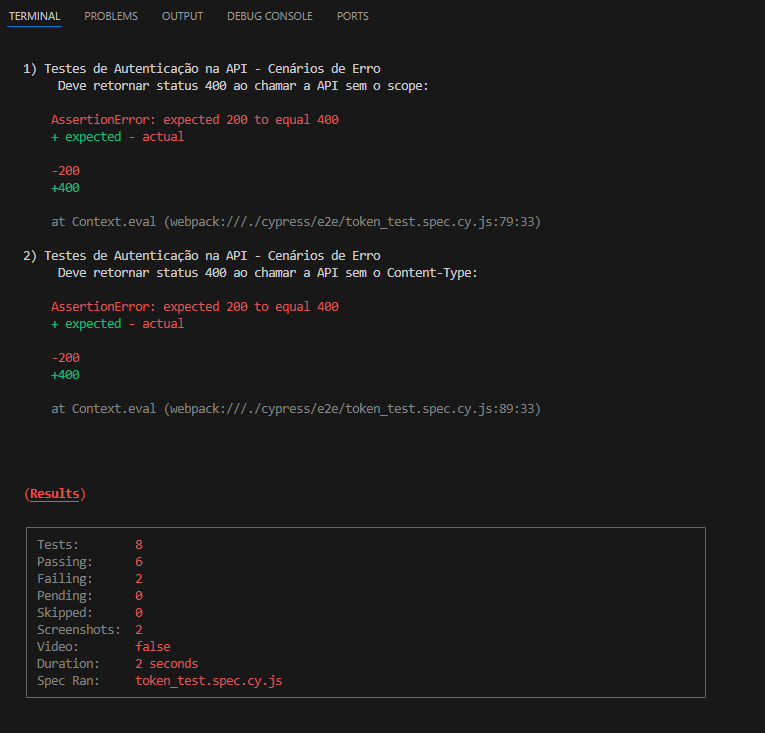 TERMINAL PROBLEMS OUTPUT DEBUG CONSOLE PORTS
1) Testes de Autenticação na API - Cenários de Erro
Deve retornar status 400 ao chamar a API sem o scope:
AssertionError: expected 200 to equal 400
+ expected - actual
-200
+400
at Context.eval (webpack:///./cypress/e2e/token_test.spec.cy.js:79:33)
2) Testes de Autenticação na API - Cenários de Erro
Deve retornar status 400 ao chamar a API sem o Content-Type:
AssertionError: expected 200 to equal 400
+ expected - actual
-200
+400
at Context.eval (webpack:///./cypress/e2e/token_test.spec.cy.js:89:33)
(Results)
Tests: 8
Passing: 6
Failing: 2
Pending: 0
Skipped: 0
Screenshots: 2
Video: false
Duration: 2 seconds
Spec Ran: token_test.spec.cy.js